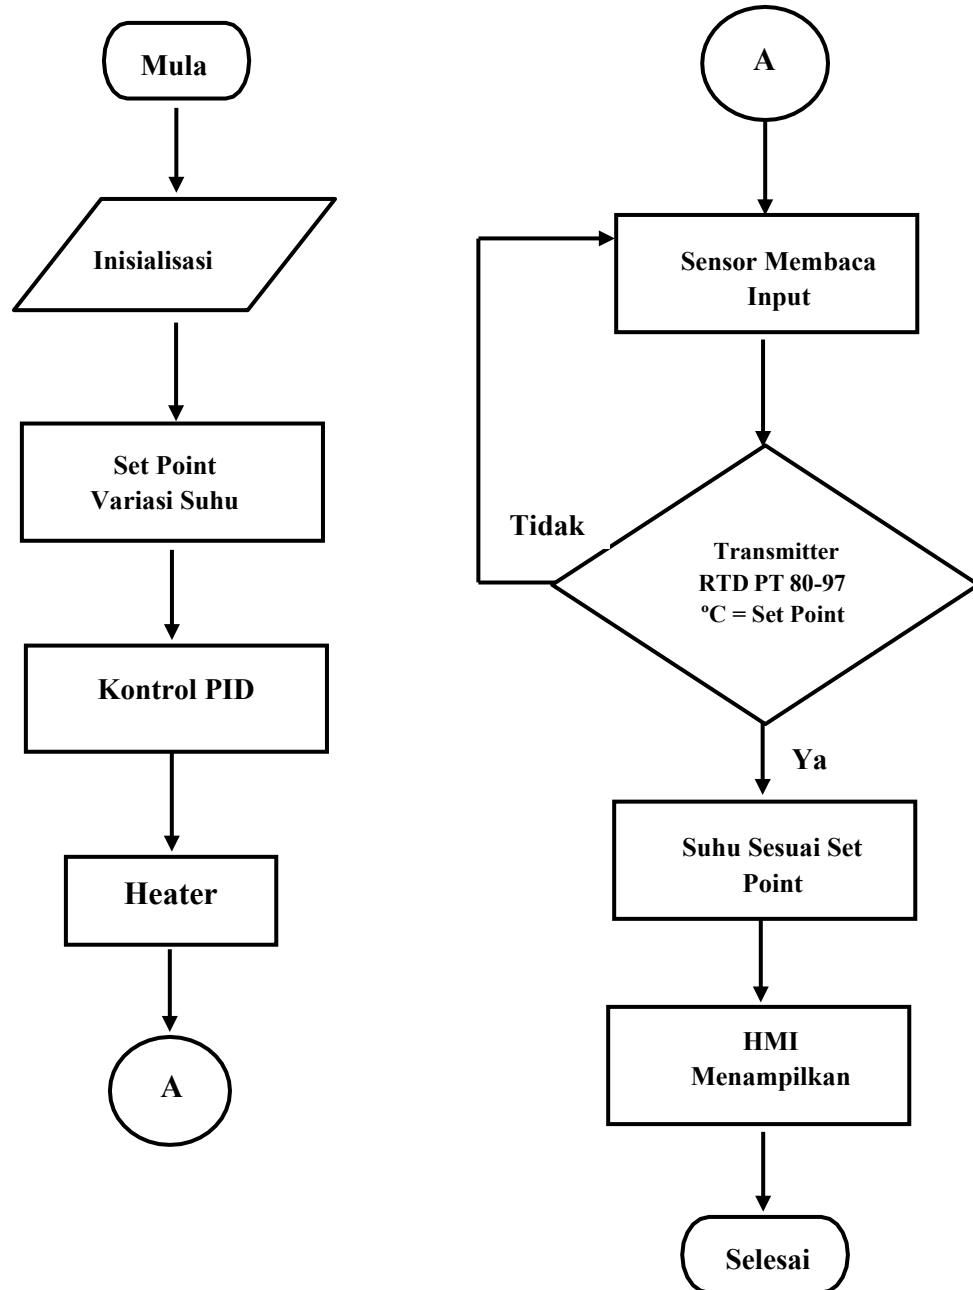 Mula
Inisialisasi
Set Point
Variasi Suhu
Kontrol PID
Heater
A
A
Sensor Membaca
Input
Tidak
Transmitter
RTD PT 80-97
ºC = Set Point
Ya
Suhu Sesuai Set
Point
HMI
Menampilkan
Selesai